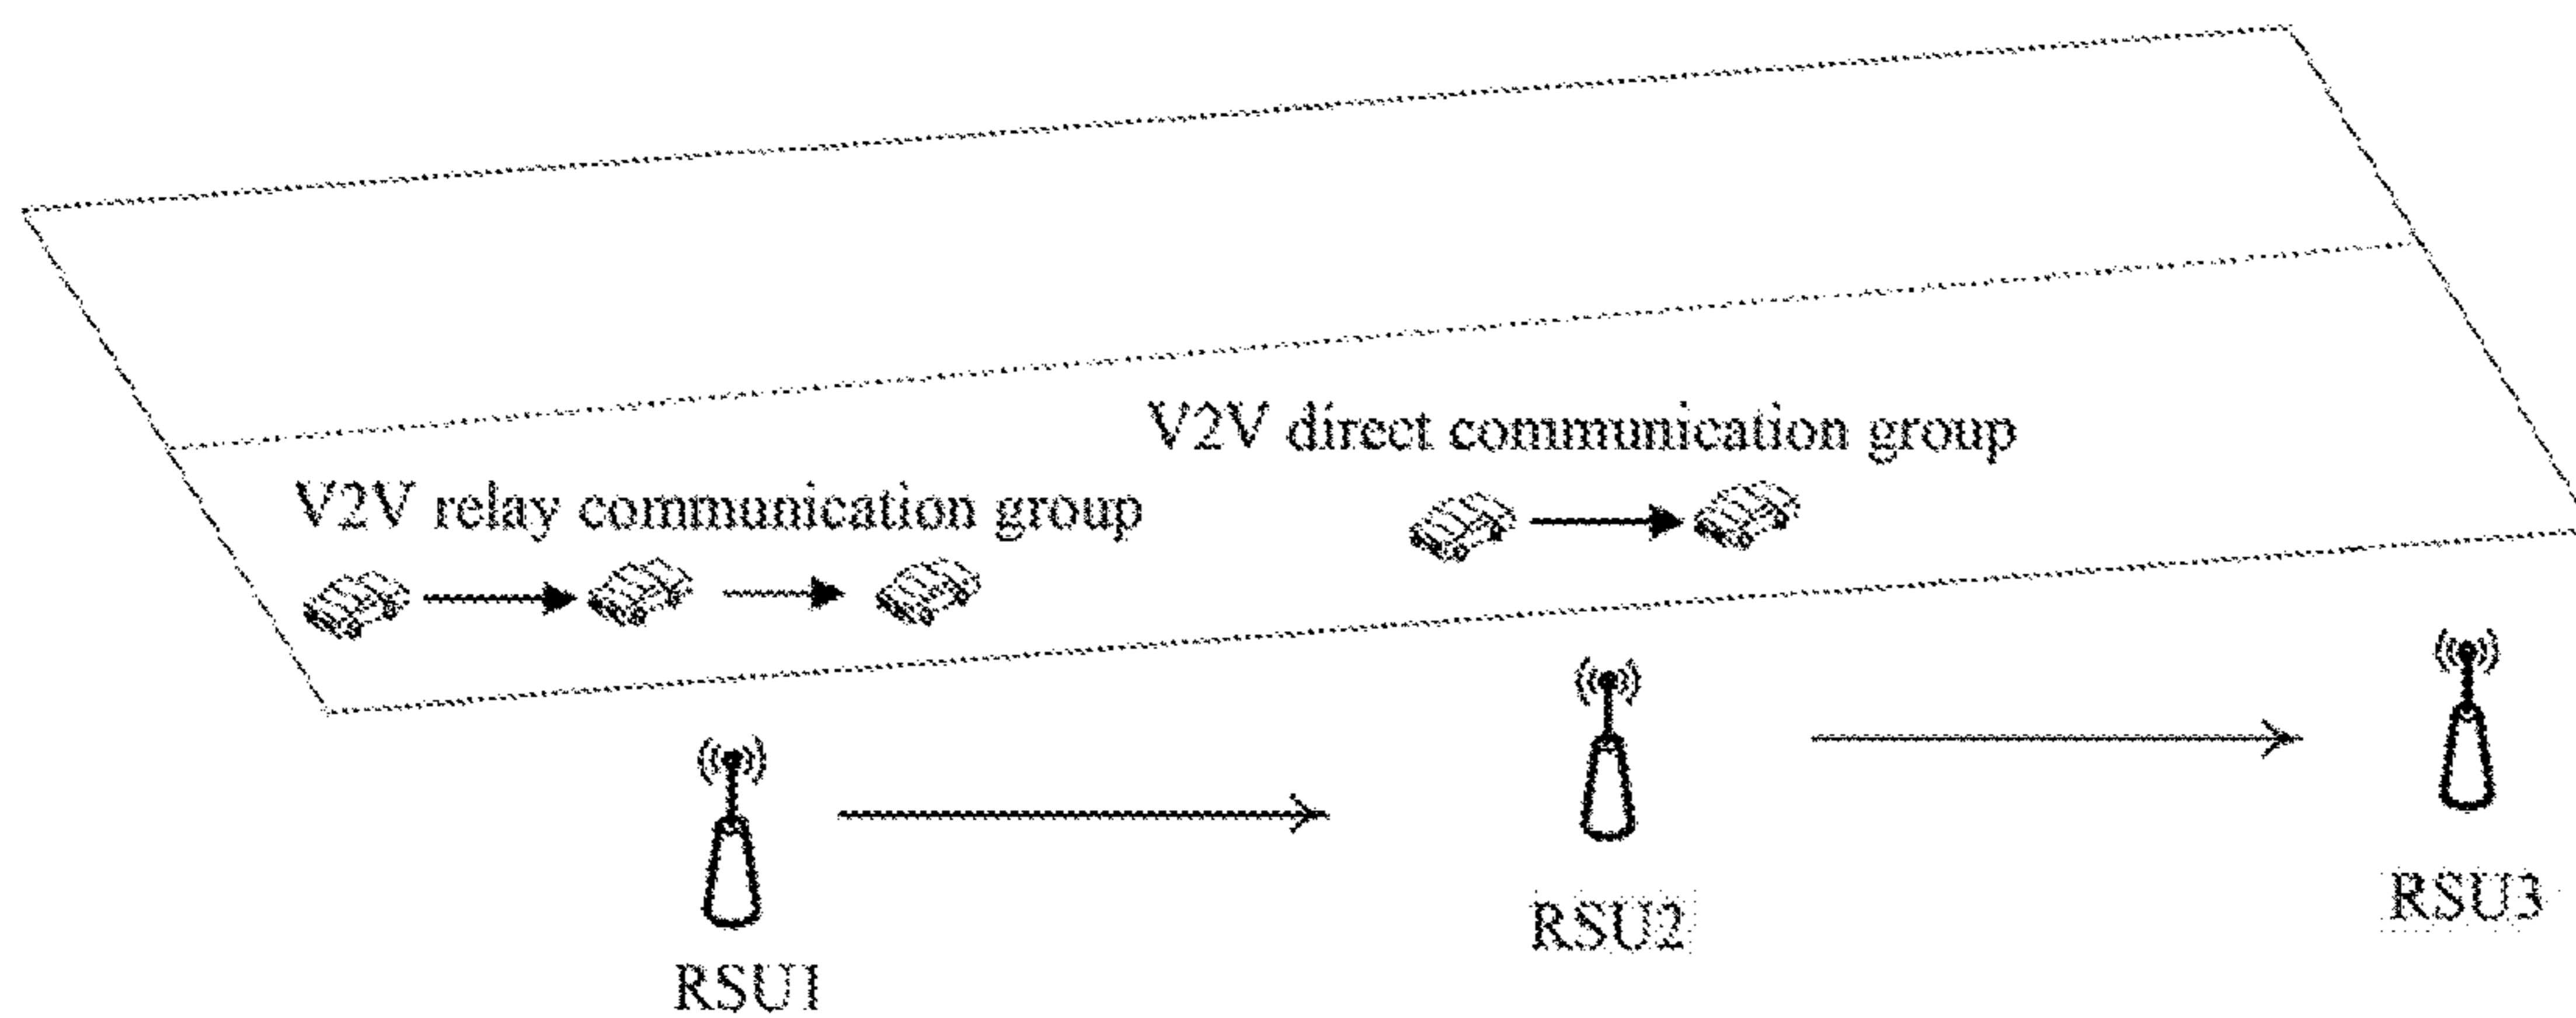 V2V direct communication group
V2V relay communication group
RSU1
RSU2
RSU3